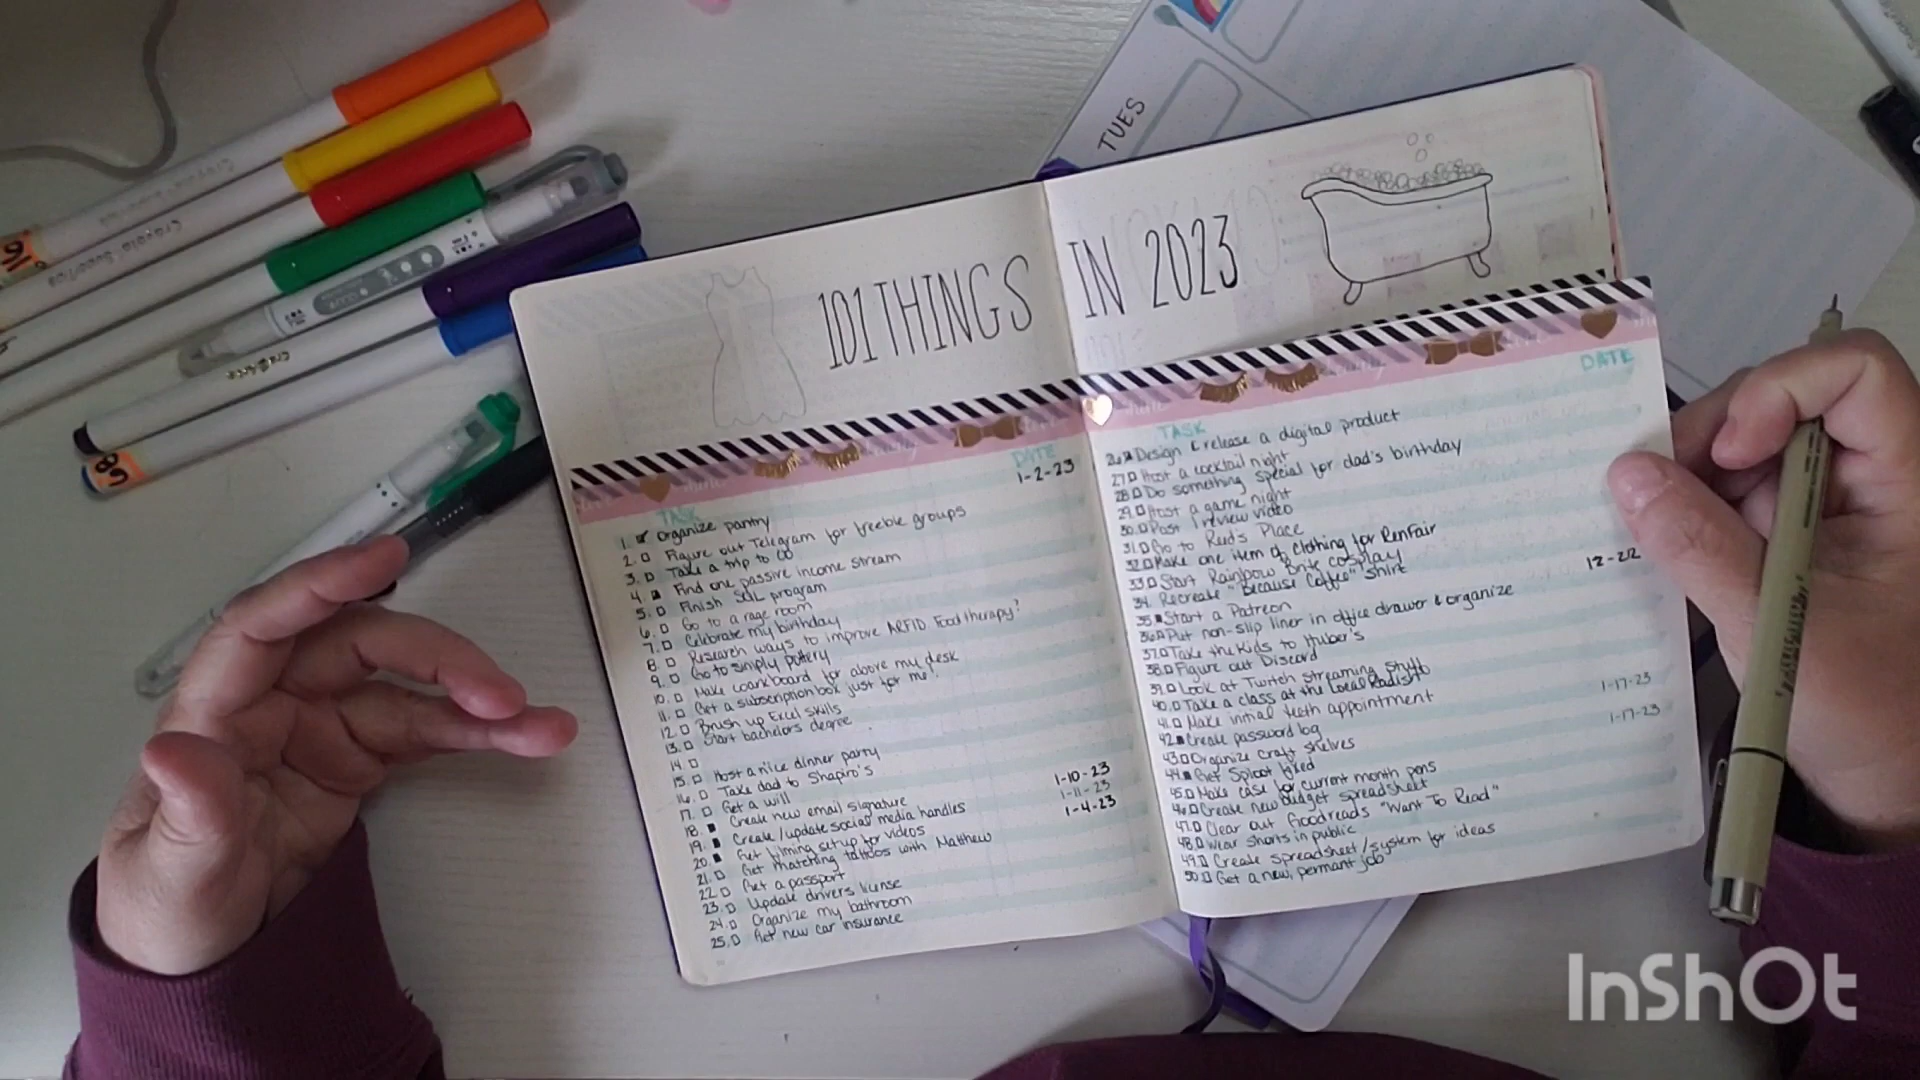 TUES
101 THINGS IN 2023
TASK DATE
1. Organize pantry 1-2-23
2. Figure out Telegram for freebie groups
3. Take a trip to CO
4. Find one passive income stream
5. Finish SQL program
6. Go to a rage room
7. Celebrate my birthday
8. Research ways to improve ARFID Food therapy?
9. Go to Simply Pottery
10. Make corkboard for above my desk
11. Get a subscription box just for me!
12. Brush up Excel skills
13. Start bachelors degree
14
15. Host a nice dinner party
16. Take dad to Shapiro's
17. Get a will
18. Create new email signature 1-10-23
19. Create/update social media handles 1-11-23
20. Get filming setup for videos 1-4-23
21. Get matching tattoos with Matthew
22. Get a passport
23. Update drivers license
24. Organize my bathroom
25. Get new car insurance
TASK DATE
26 Design & release a digital product
27 Host a cocktail night
28 Do something special for dad's birthday
29. Host a game night
30. Post 1 review video
31. Go to Red's Place
32. Make one item of clothing for RenFair
33. Start Rainbow Brite cosplay
34. Recreate "Because Coffee" shirt
35. Start a Patreon 12-22
36 Put non-slip liner in office drawer & organize
37. Take the kids to Huber's
38. Figure out Discord
39. Look at Twitch streaming stuff
40. Take a class at the Local Radish
41. Make initial teeth appointment
42 Create password log 1-17-23
43 Organize craft shelves
44 Get Sploot fixed 1-17-23
45. Make case for current month pens
46. Create new budget spreadsheet
47. Clear out Goodreads "Want To Read"
48. Wear shorts in public
49. Create spreadsheet/system for ideas
50. Get a new, permant job
Crayola SuperTips
InShOt